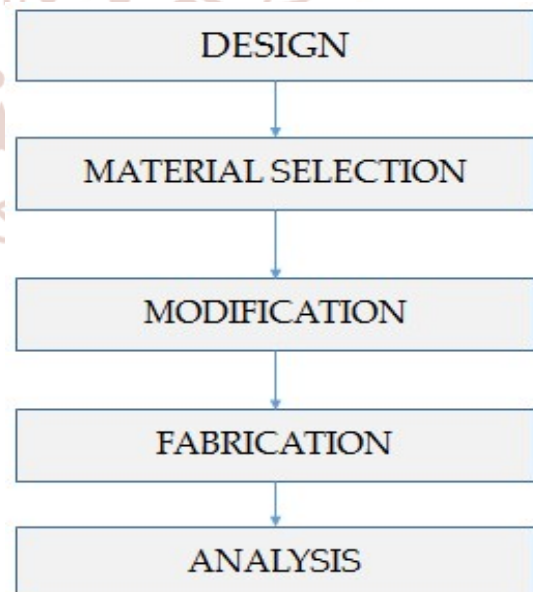 DESIGN
MATERIAL SELECTION
MODIFICATION
FABRICATION
ANALYSIS